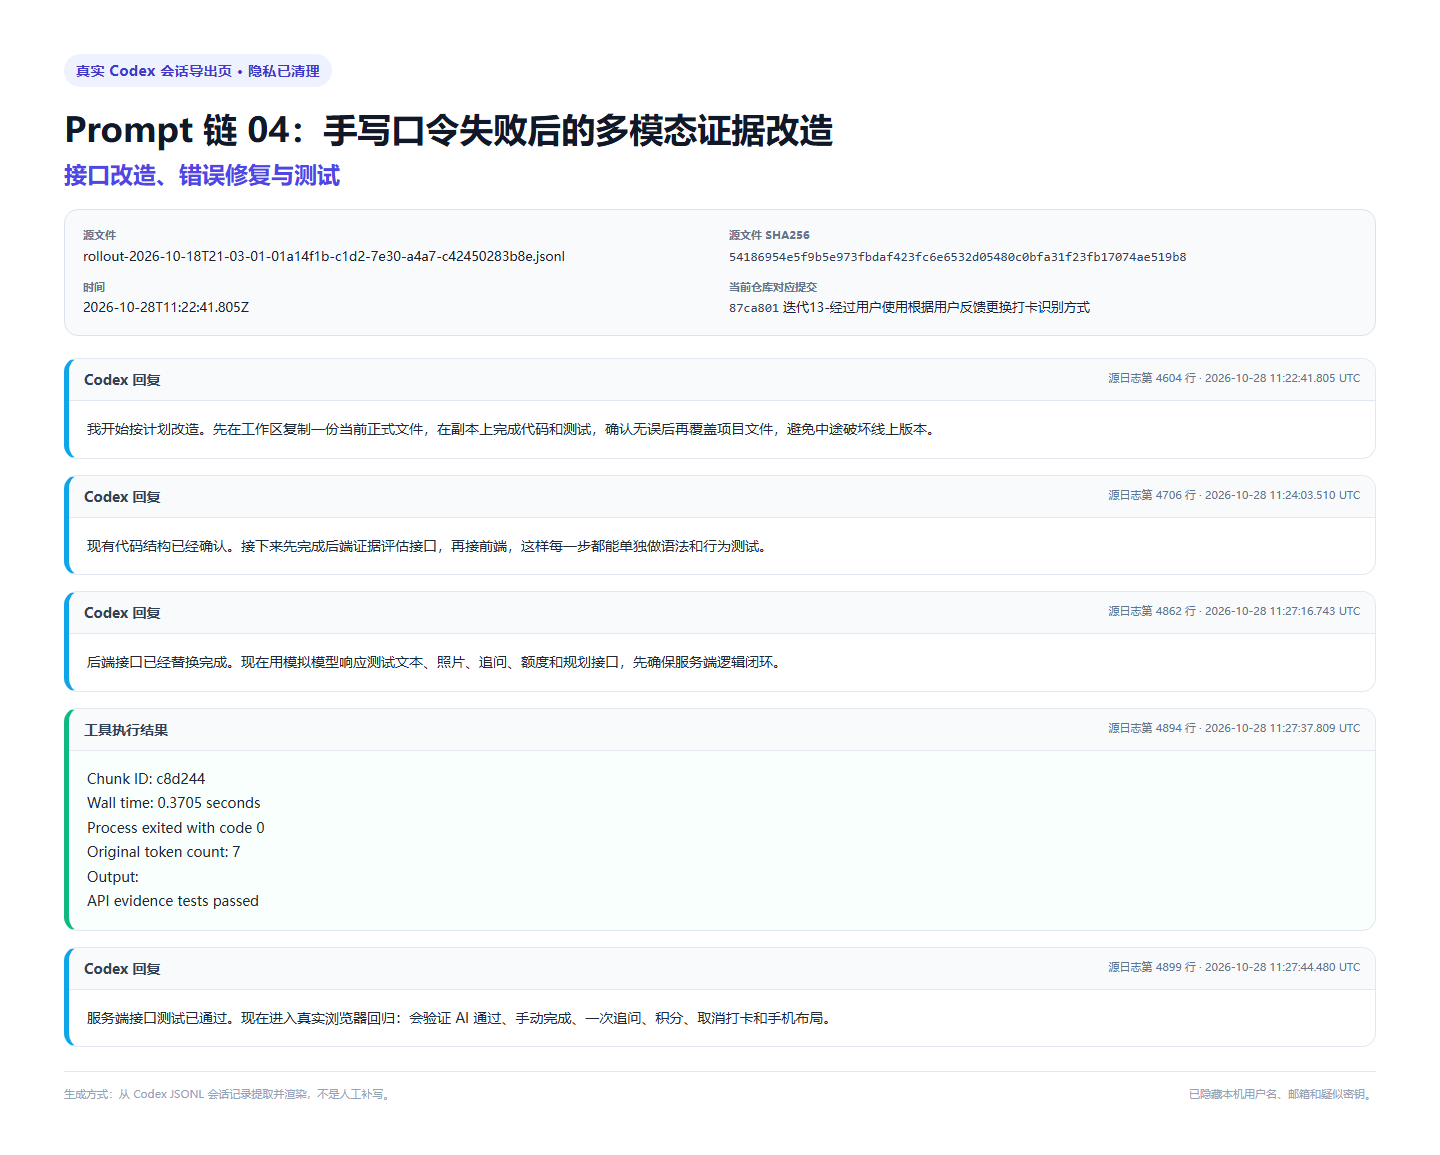 真实 Codex 会话导出页 • 隐私已清理
Prompt 链 04：手写口令失败后的多模态证据改造
接口改造、错误修复与测试
源文件
rollout-2026-10-18T21-03-01-01a14f1b-c1d2-7e30-a4a7-c42450283b8e.jsonl
源文件 SHA256
54186954e5f9b5e973fbdaf423fc6e6532d05480c0bfa31f23fb17074ae519b8
时间
2026-10-28T11:22:41.805Z
当前仓库对应提交
87ca801 迭代13-经过用户使用根据用户反馈更换打卡识别方式
Codex 回复
源日志第 4604 行 · 2026-10-28 11:22:41.805 UTC
我开始按计划改造。先在工作区复制一份当前正式文件，在副本上完成代码和测试，确认无误后再覆盖项目文件，避免中途破坏线上版本。
Codex 回复
源日志第 4706 行 · 2026-10-28 11:24:03.510 UTC
现有代码结构已经确认。接下来先完成后端证据评估接口，再接前端，这样每一步都能单独做语法和行为测试。
Codex 回复
源日志第 4862 行 · 2026-10-28 11:27:16.743 UTC
后端接口已经替换完成。现在用模拟模型响应测试文本、照片、追问、额度和规划接口，先确保服务端逻辑闭环。
工具执行结果
源日志第 4894 行 · 2026-10-28 11:27:37.809 UTC
Chunk ID: c8d244
Wall time: 0.3705 seconds
Process exited with code 0
Original token count: 7
Output:
API evidence tests passed
Codex 回复
源日志第 4899 行 · 2026-10-28 11:27:44.480 UTC
服务端接口测试已通过。现在进入真实浏览器回归：会验证 AI 通过、手动完成、一次追问、积分、取消打卡和手机布局。
生成方式：从 Codex JSONL 会话记录提取并渲染，不是人工补写。
已隐藏本机用户名、邮箱和疑似密钥。